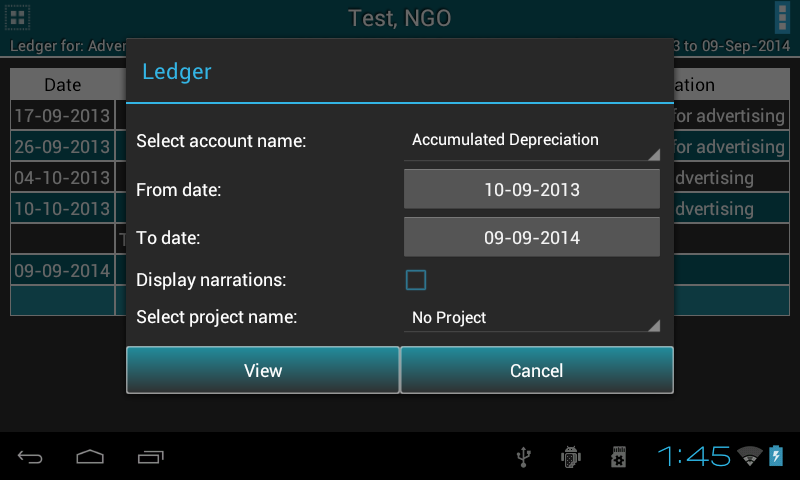 Test, NGO
Ledger for: Adver 3 to 09-Sep-2014
Ledger
Date ation
17-09-2013 for advertising
26-09-2013 for advertising
04-10-2013 dvertising
10-10-2013 dvertising
T
09-09-2014
Select account name: Accumulated Depreciation
From date: 10-09-2013
To date: 09-09-2014
Display narrations:
Select project name: No Project
View Cancel
1:45